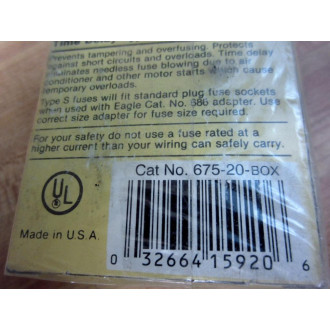 Prevents tampering and overfusing. Protects
against short circuits and overloads. Time delay
eliminates needless fuse blowing due to air
conditioner and other motor starts which cause
temporary overloads.
Type S fuses will fit standard plug fuse sockets
when used with Eagle Cat. No. 686 adapter. Use
correct size adapter for fuse size required.
For your safety do not use a fuse rated at a
higher current than your wiring can safely carry.
Cat No. 675-20-BOX
UL
®
Made in U.S.A.
0 32664 15920 6